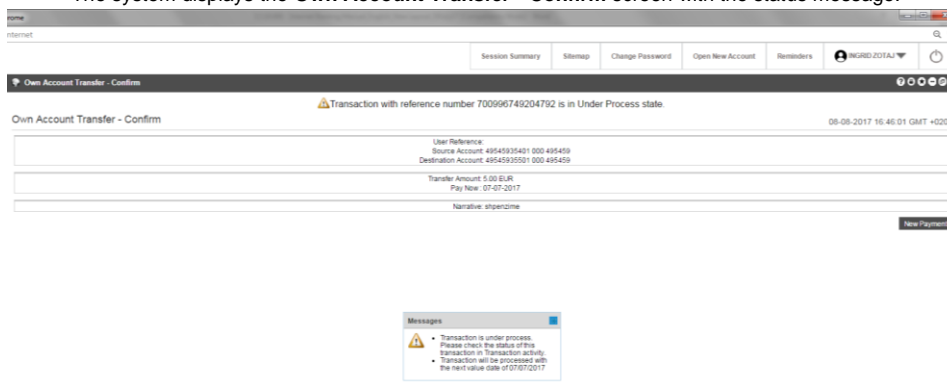 The system displays the Own Account Transfer - Confirm screen with the status message.
rome
nternet
Session Summary Sitemap Change Password Open New Account Reminders INGRID ZOTAJ
Own Account Transfer - Confirm
Transaction with reference number 700996749204792 is in Under Process state.
Own Account Transfer - Confirm
08-08-2017 16:46:01 GMT +020
User Reference:
Source Account: 49545935401 000 495459
Destination Account: 49545935501 000 495459
Transfer Amount: 5.00 EUR
Pay Now : 07-07-2017
Narrative: shpenzime
New Payment
Messages
• Transaction is under process.
Please check the status of this
transaction in Transaction activity.
• Transaction will be processed with
the next value date of 07/07/2017